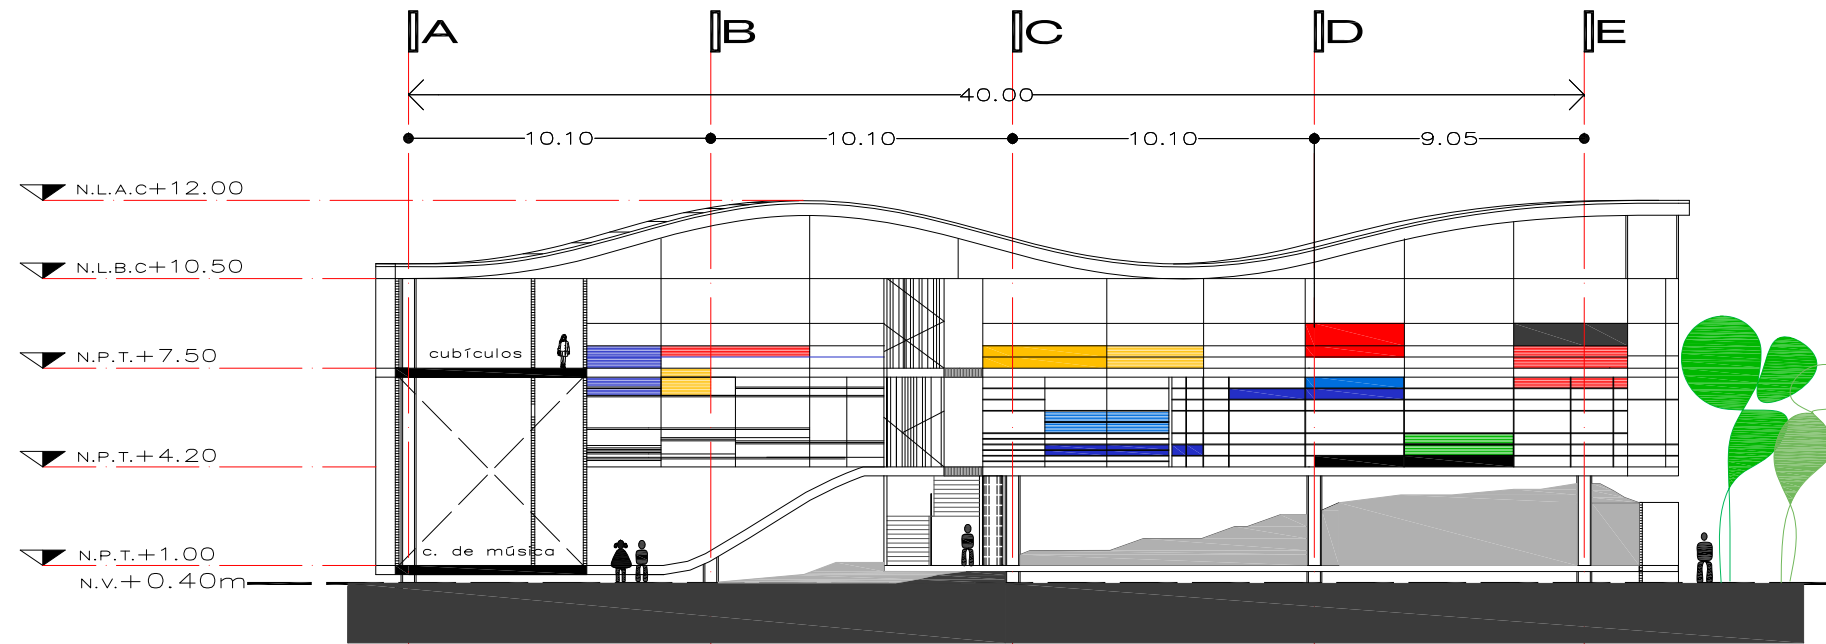 A B C D E
40.00
10.10 10.10 10.10 9.05
N.L.A.C+12.00
N.L.B.C+10.50
N.P.T.+7.50
cubículos
N.P.T.+4.20
N.P.T.+1.00
c. de música
N.V.+0.40m